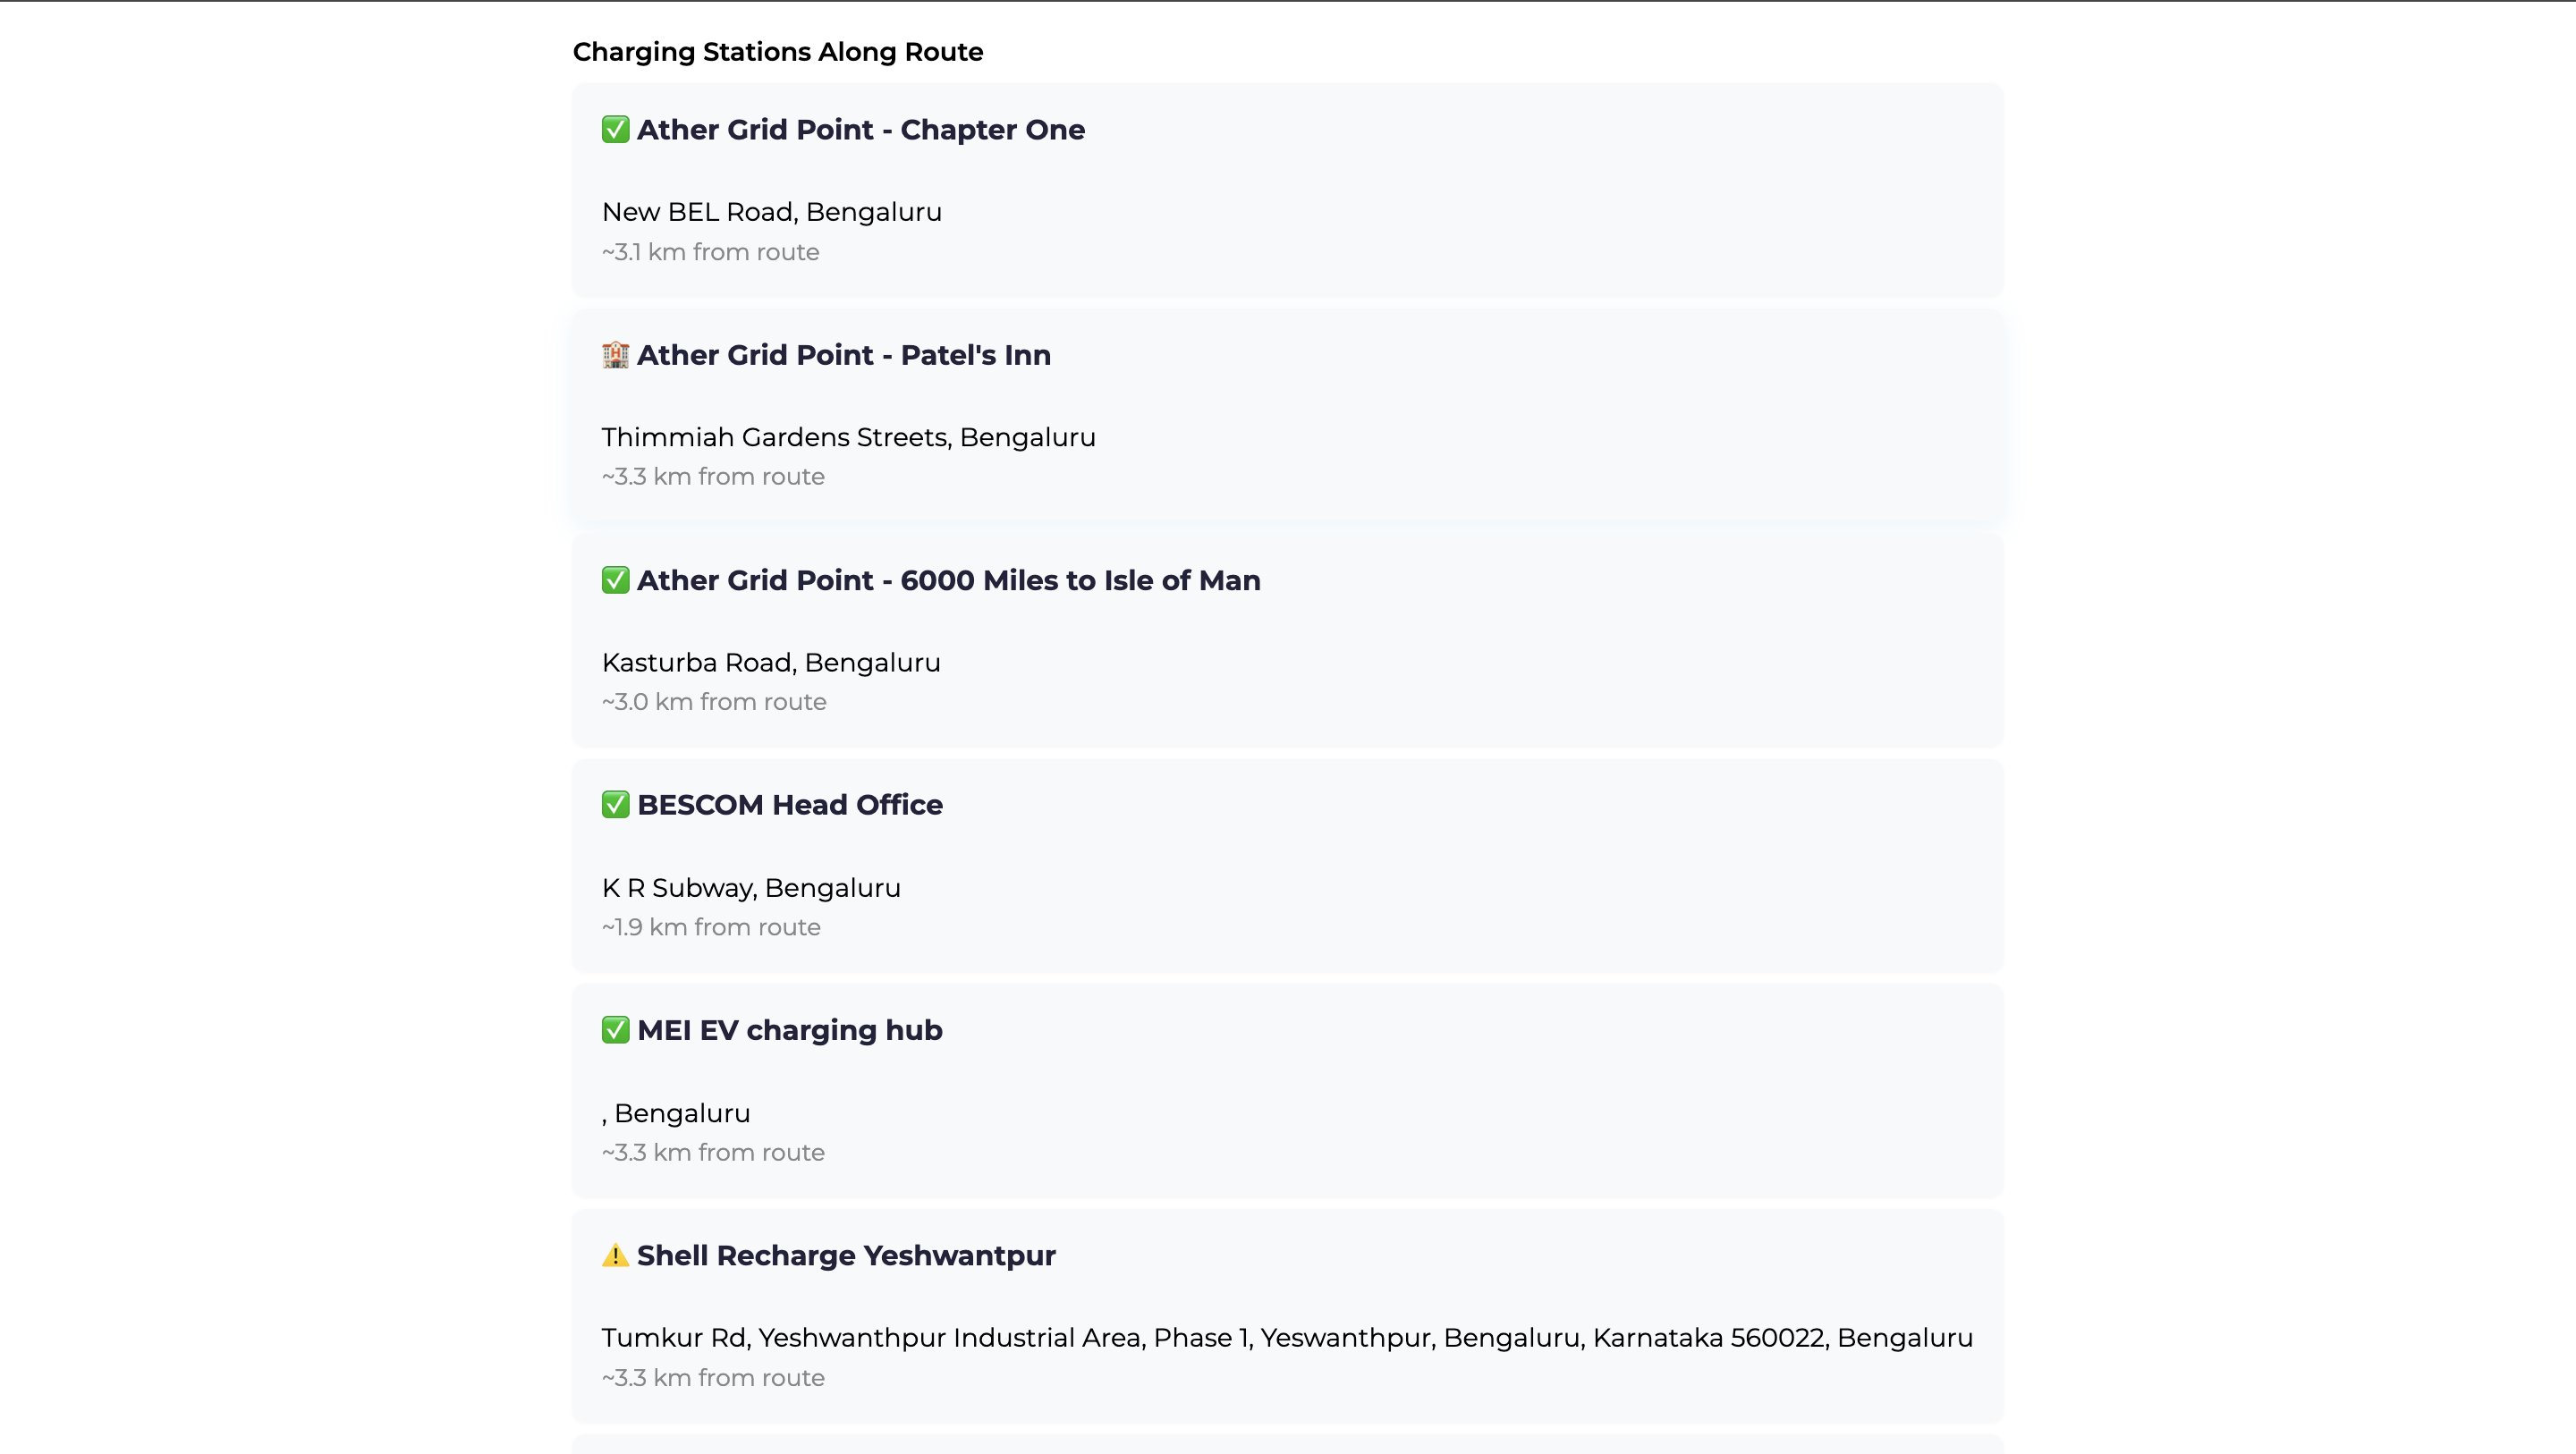 Charging Stations Along Route
✅ Ather Grid Point - Chapter One
New BEL Road, Bengaluru
~3.1 km from route
🏨 Ather Grid Point - Patel's Inn
Thimmiah Gardens Streets, Bengaluru
~3.3 km from route
✅ Ather Grid Point - 6000 Miles to Isle of Man
Kasturba Road, Bengaluru
~3.0 km from route
✅ BESCOM Head Office
K R Subway, Bengaluru
~1.9 km from route
✅ MEI EV charging hub
, Bengaluru
~3.3 km from route
⚠️ Shell Recharge Yeshwantpur
Tumkur Rd, Yeshwanthpur Industrial Area, Phase 1, Yeswanthpur, Bengaluru, Karnataka 560022, Bengaluru
~3.3 km from route